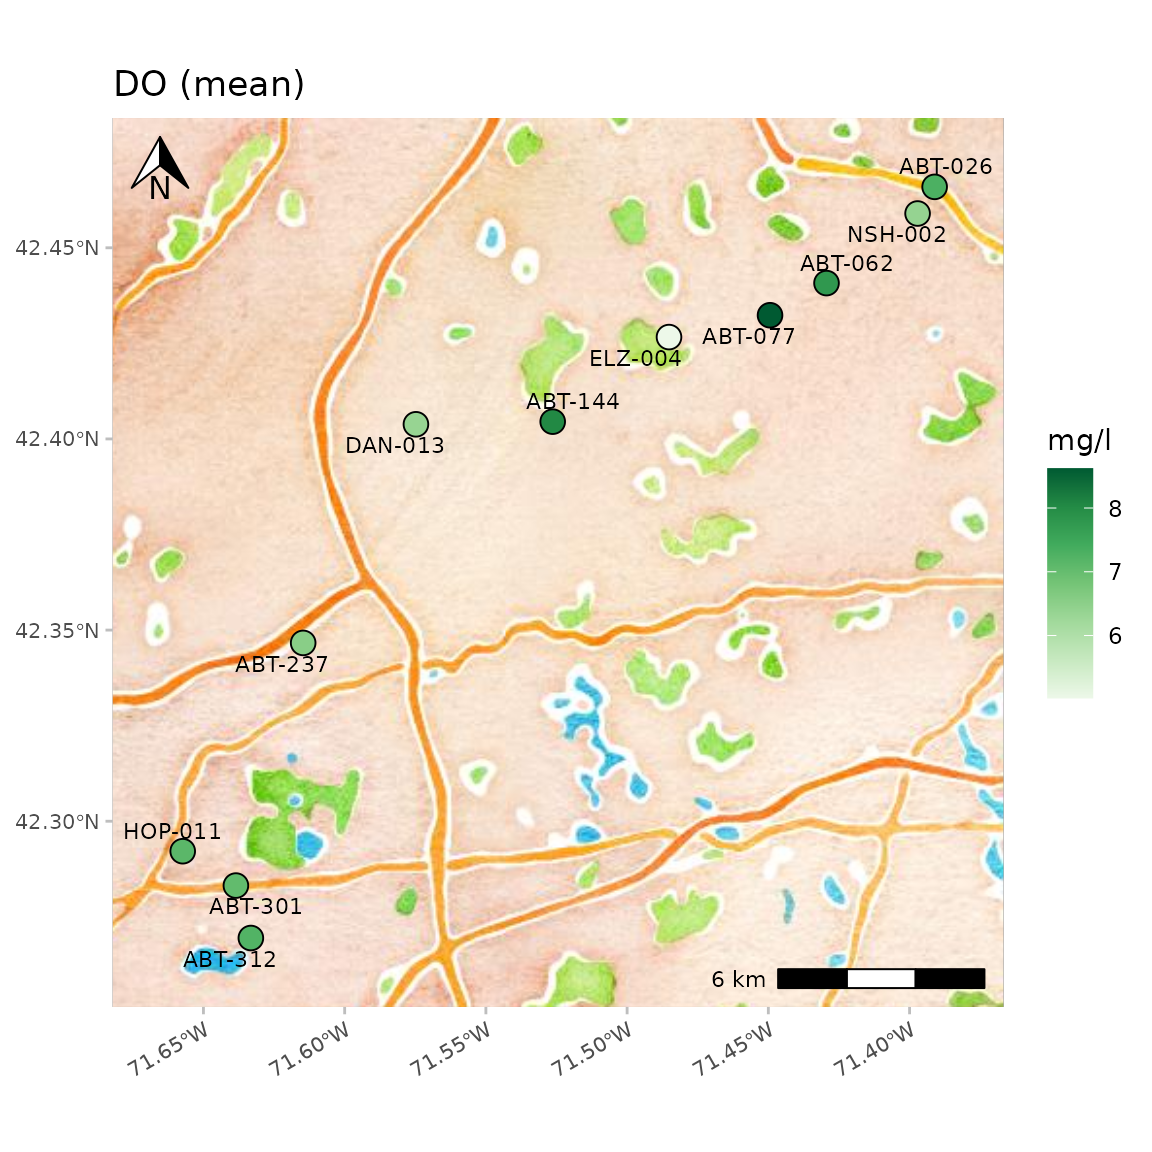 DO (mean)
N
ABT-026
NSH-002
ABT-062
ABT-077
ELZ-004
ABT-144
DAN-013
ABT-237
HOP-011
ABT-301
ABT-312
6 km
42.45°N
42.40°N
42.35°N
42.30°N
71.65°W
71.60°W
71.55°W
71.50°W
71.45°W
71.40°W
mg/l
8
7
6